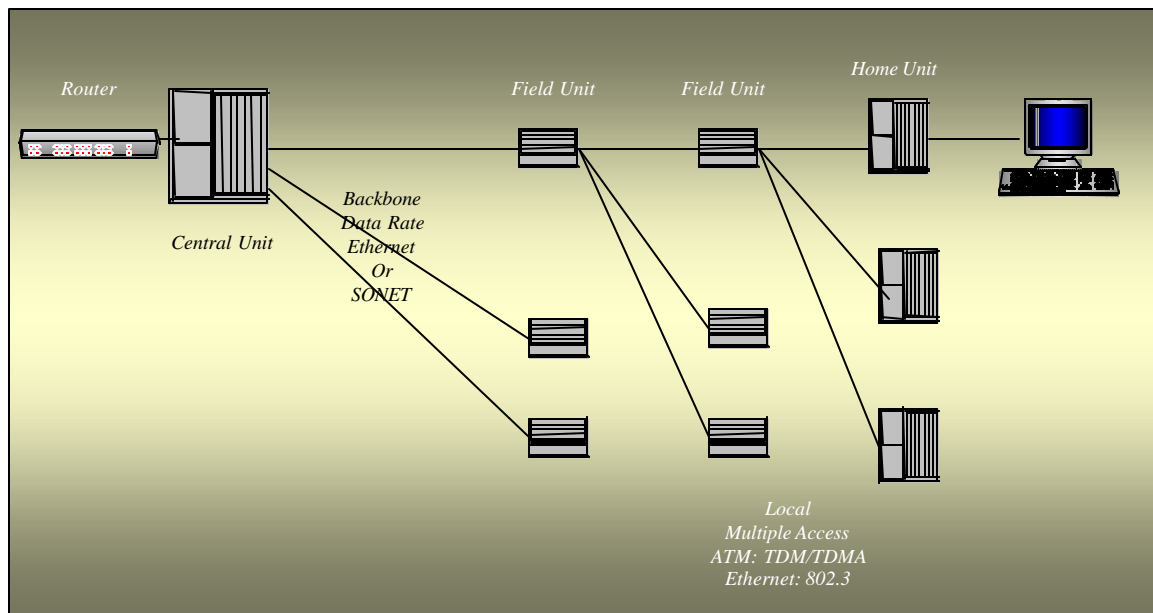 Router
Central Unit
Backbone
Data Rate
Ethernet
Or
SONET
Field Unit
Field Unit
Home Unit
Local
Multiple Access
ATM: TDM/TDMA
Ethernet: 802.3